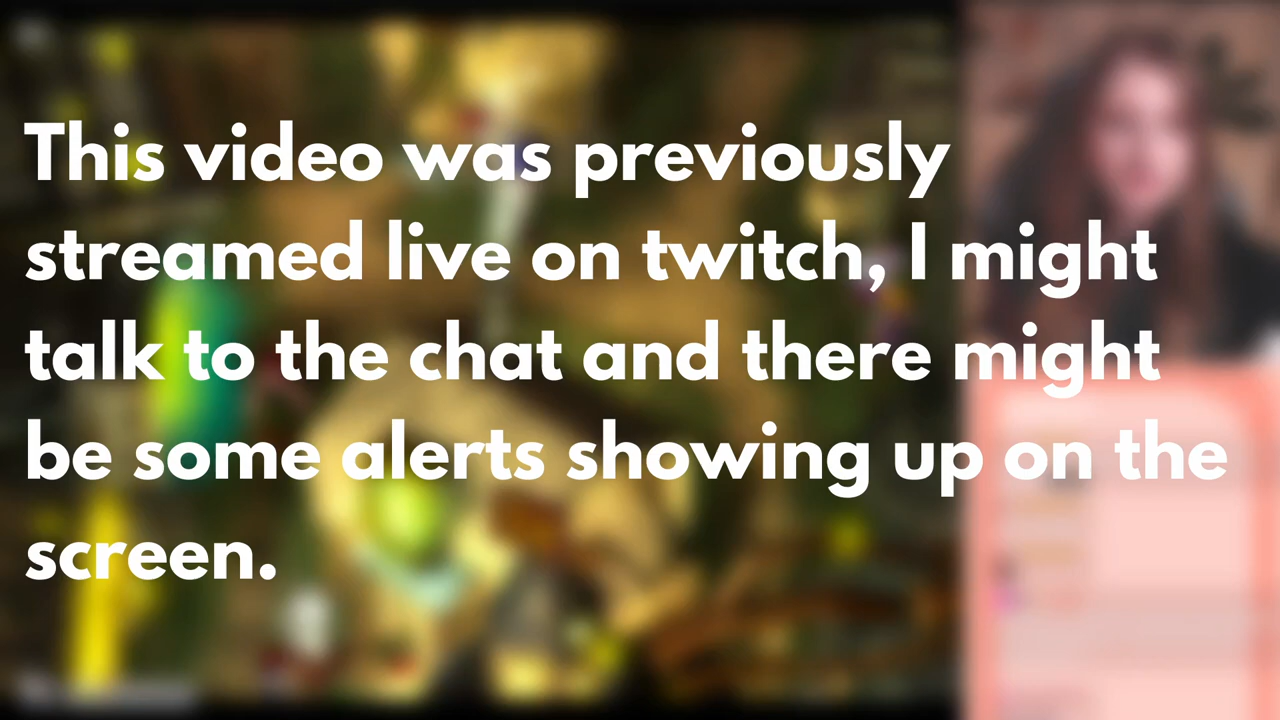 This video was previously
streamed live on twitch, I might
talk to the chat and there might
be some alerts showing up on the
screen.